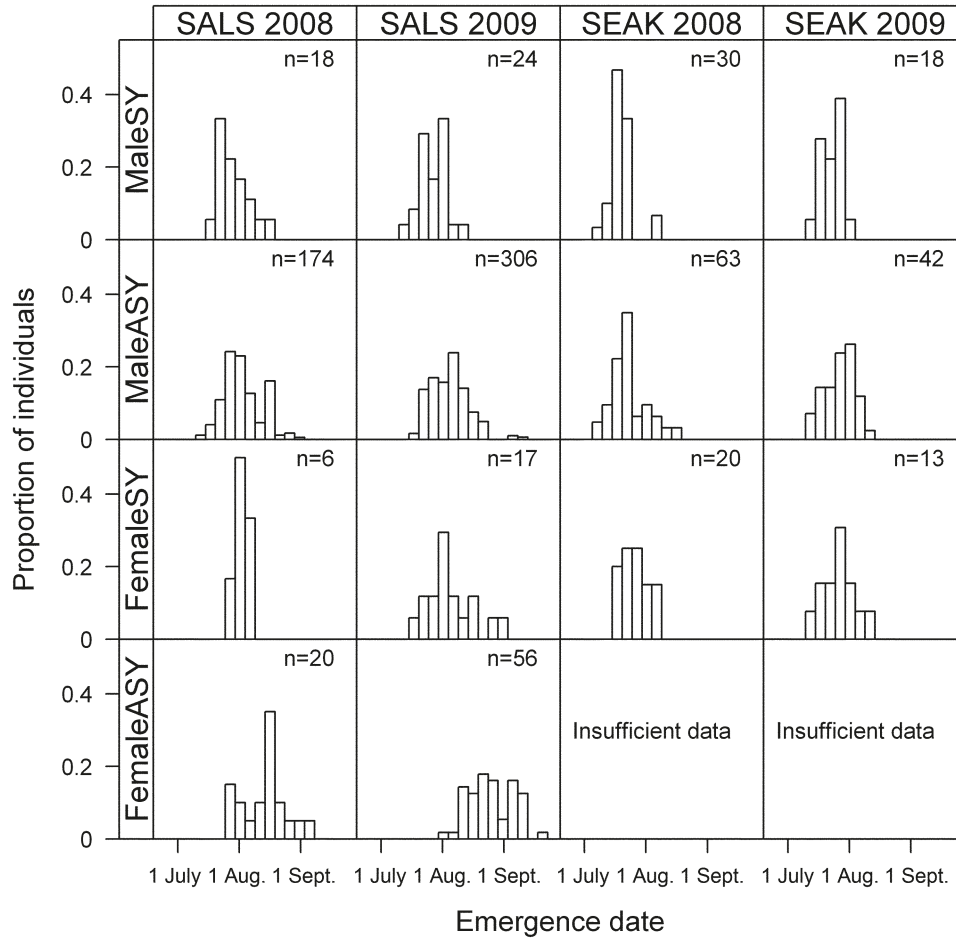 SALS 2008 SALS 2009 SEAK 2008 SEAK 2009
n=18 n=24 n=30 n=18
MaleSY
0.4
0.2
0
n=174 n=306 n=63 n=42
MaleASY
0.4
0.2
0
n=6 n=17 n=20 n=13
FemaleSY
0.4
0.2
0
n=20 n=56
FemaleASY
0.4
Insufficient data Insufficient data
0.2
0
Proportion of individuals
1 July 1 Aug. 1 Sept. 1 July 1 Aug. 1 Sept. 1 July 1 Aug. 1 Sept. 1 July 1 Aug. 1 Sept.
Emergence date